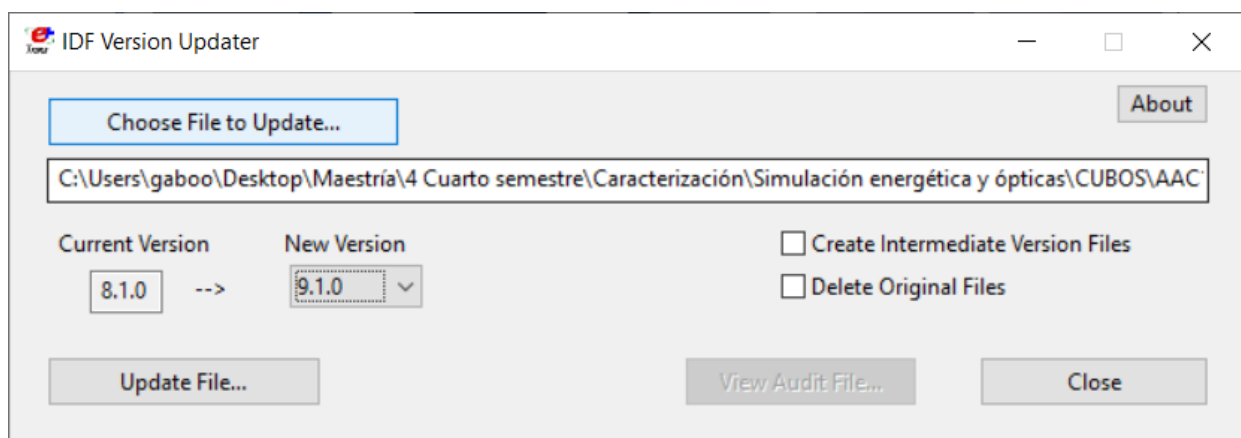 IDF Version Updater
About
Choose File to Update...
C:\Users\gaboo\Desktop\Maestría\4 Cuarto semestre\Caracterización\Simulación energética y ópticas\CUBOS\AAC
Current Version New Version
Create Intermediate Version Files
8.1.0 --> 9.1.0
Delete Original Files
Update File... View Audit File... Close